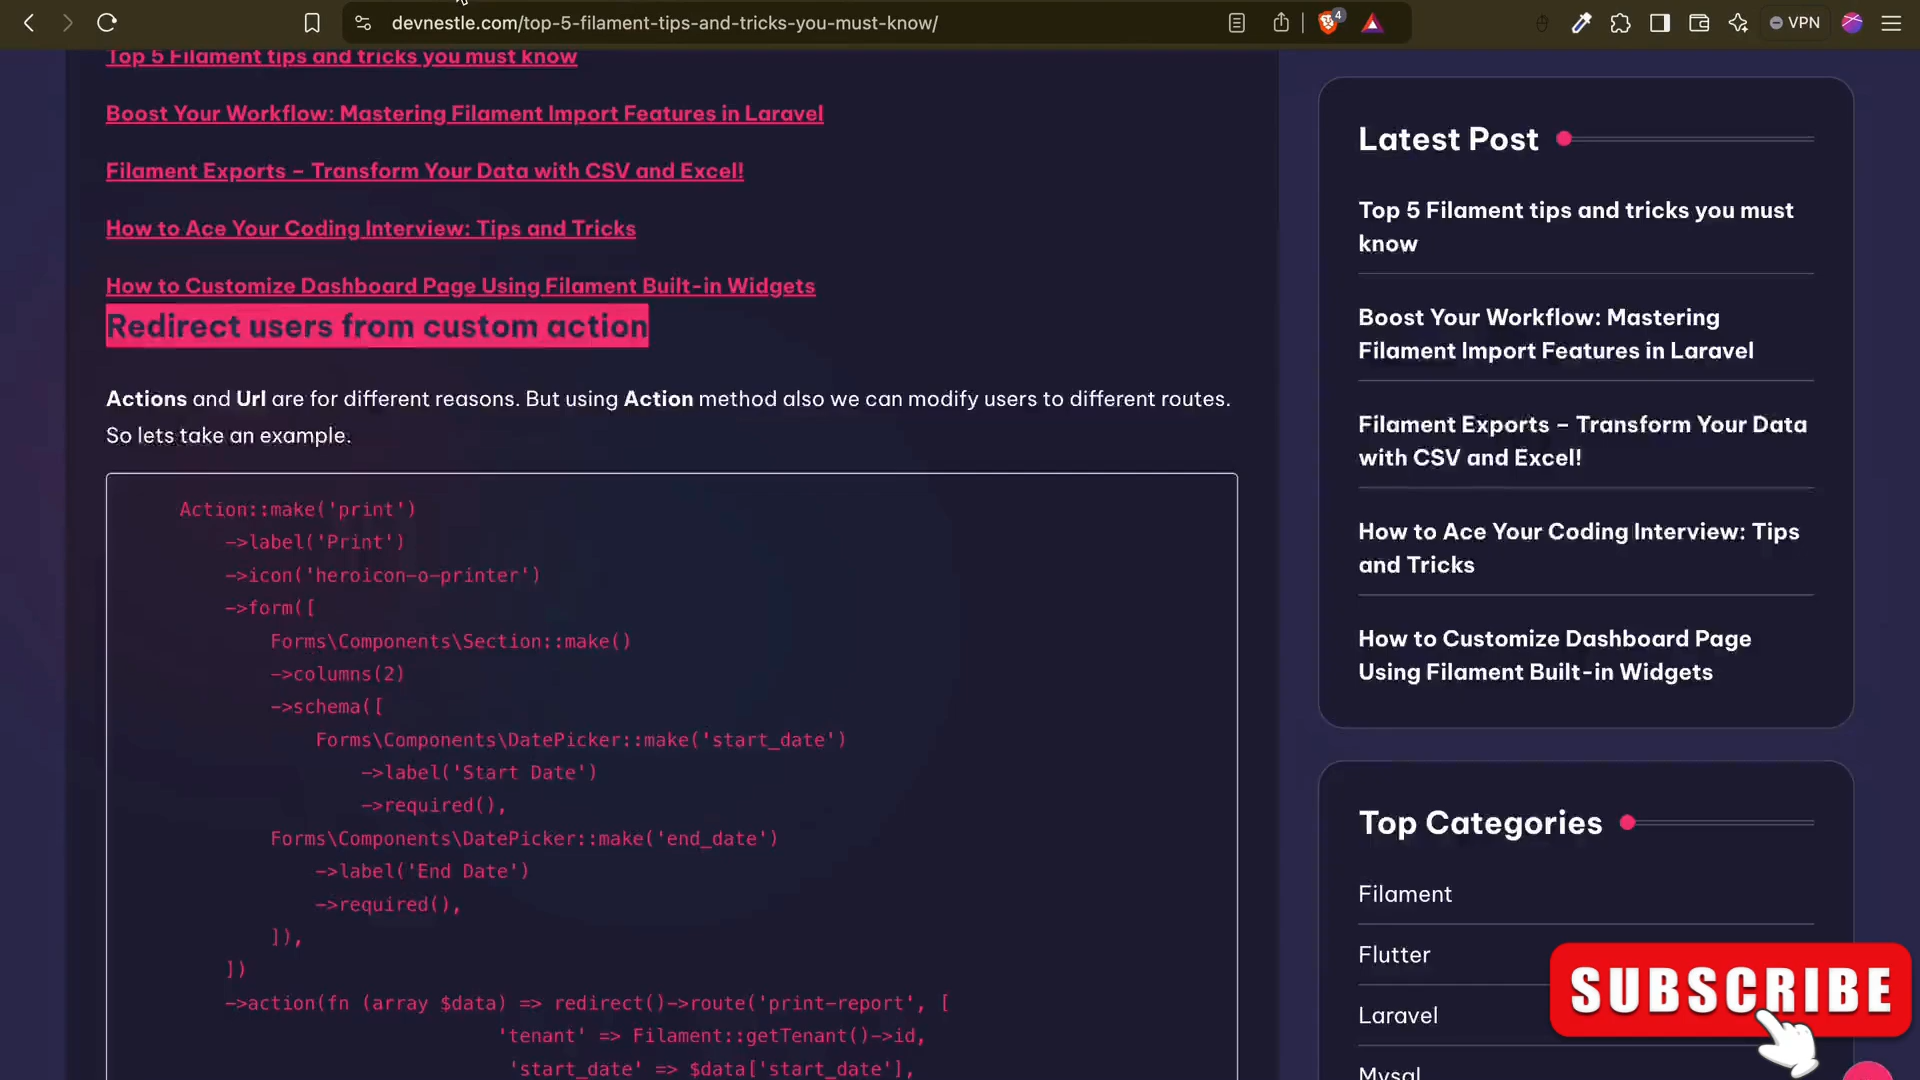 devnestle.com/top-5-filament-tips-and-tricks-you-must-know/
4
VPN
Top 5 Filament tips and tricks you must know
Boost Your Workflow: Mastering Filament Import Features in Laravel
Filament Exports – Transform Your Data with CSV and Excel!
How to Ace Your Coding Interview: Tips and Tricks
How to Customize Dashboard Page Using Filament Built-in Widgets
Redirect users from custom action
Actions and Url are for different reasons. But using Action method also we can modify users to different routes.
So lets take an example.
Action::make('print')
->label('Print')
->icon('heroicon-o-printer')
->form([
Forms\Components\Section::make()
->columns(2)
->schema([
Forms\Components\DatePicker::make('start_date')
->label('Start Date')
->required(),
Forms\Components\DatePicker::make('end_date')
->label('End Date')
->required(),
]),
])
->action(fn (array $data) => redirect()->route('print-report', [
'tenant' => Filament::getTenant()->id,
'start_date' => $data['start_date'],
Latest Post
Top 5 Filament tips and tricks you must
know
Boost Your Workflow: Mastering
Filament Import Features in Laravel
Filament Exports – Transform Your Data
with CSV and Excel!
How to Ace Your Coding Interview: Tips
and Tricks
How to Customize Dashboard Page
Using Filament Built-in Widgets
Top Categories
Filament
Flutter
Laravel
Mysql
SUBSCRIBE